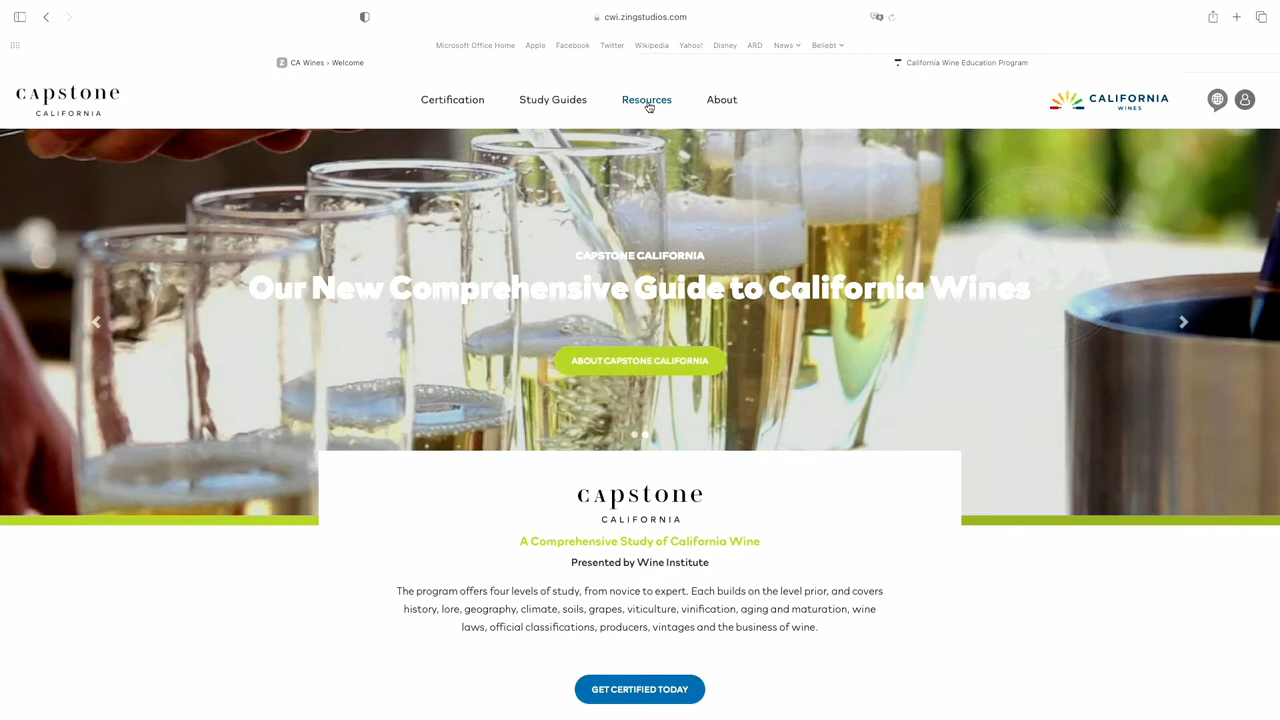 cwi.zingstudios.com
Microsoft Office Home Apple Facebook Twitter Wikipedia Yahoo! Disney ARD News Beliebt
Z CA Wines › Welcome California Wine Education Program
capstone
CALIFORNIA
Certification Study Guides Resources About
CALIFORNIA
WINES
CAPSTONE CALIFORNIA
Our New Comprehensive Guide to California Wines
ABOUT CAPSTONE CALIFORNIA
capstone
CALIFORNIA
A Comprehensive Study of California Wine
Presented by Wine Institute
The program offers four levels of study, from novice to expert. Each builds on the level prior, and covers
history, lore, geography, climate, soils, grapes, viticulture, vinification, aging and maturation, wine
laws, official classifications, producers, vintages and the business of wine.
GET CERTIFIED TODAY